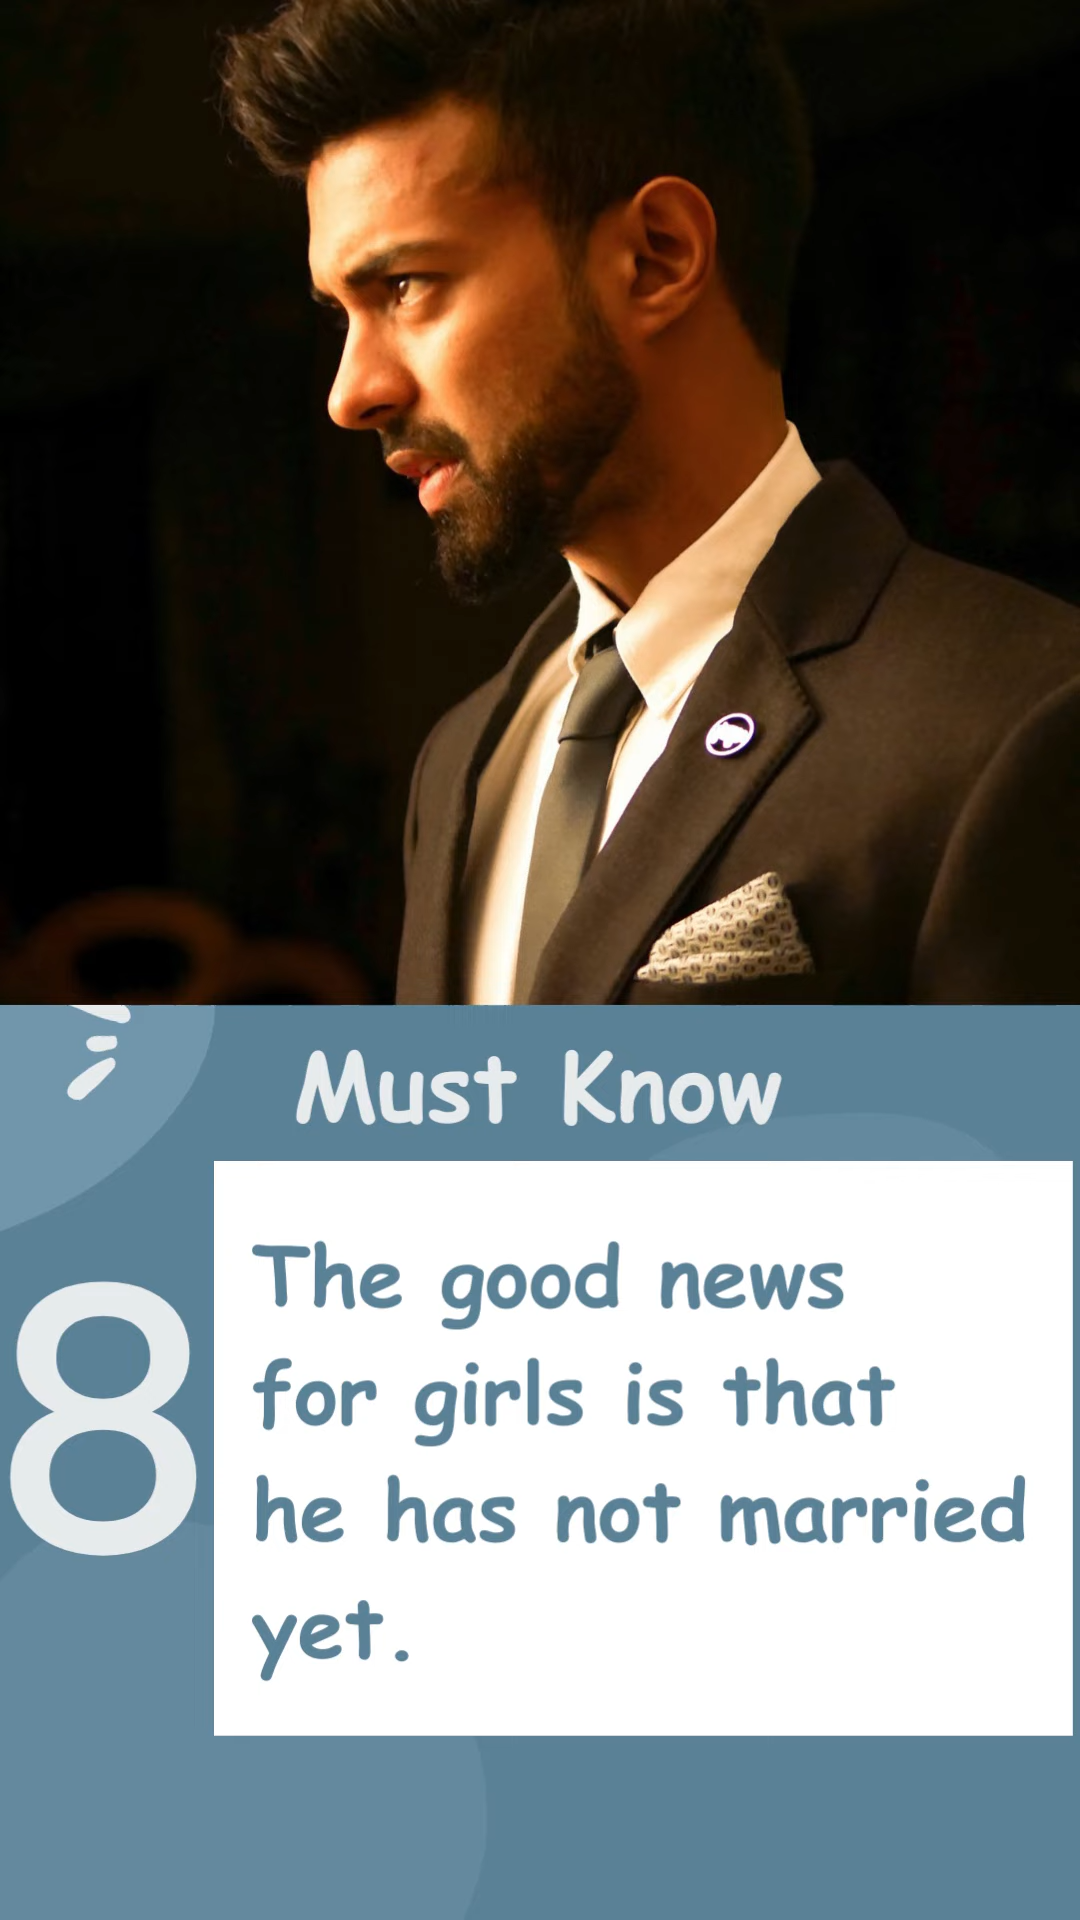 Must Know
8
The good news
for girls is that
he has not married
yet.